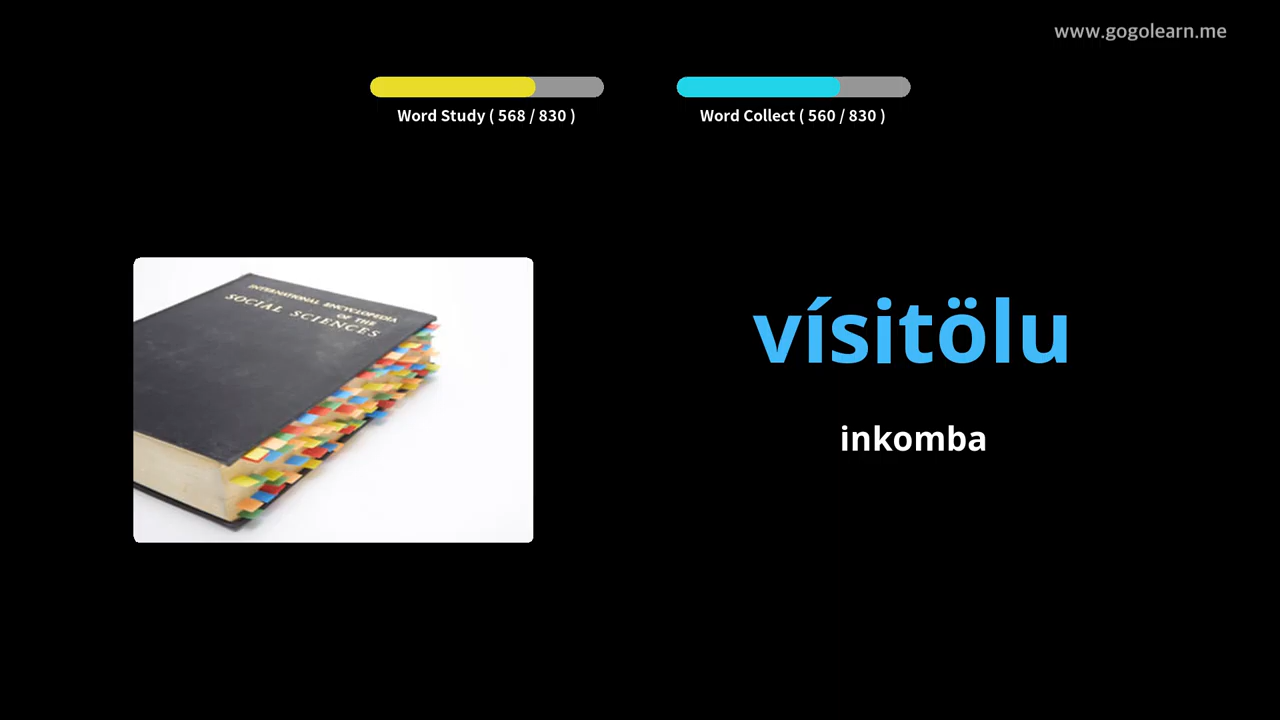 www.gogolearn.me
Word Study ( 568 / 830 )
Word Collect ( 560 / 830 )
INTERNATIONAL ENCYCLOPEDIA
OF THE
SOCIAL SCIENCES
vísitölu
inkomba